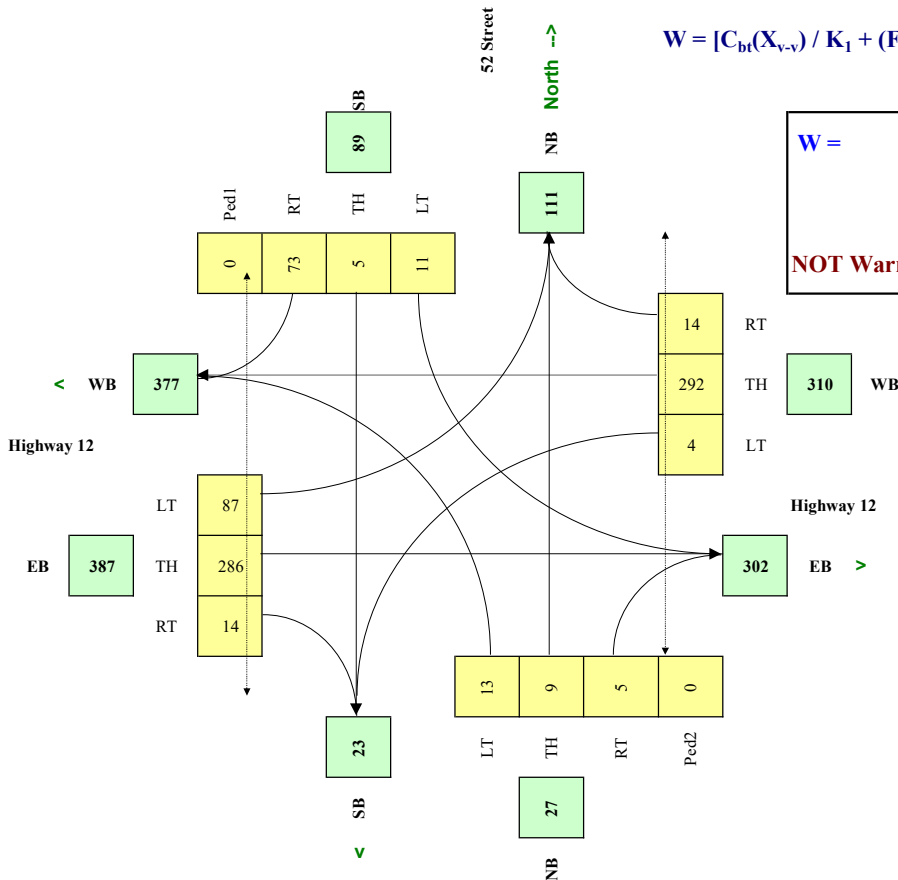 52 Street
W = [C_bt(X_v-v) / K_1 + (F
North -->
SB
89
NB
W =
NOT Warr
Ped1
RT
TH
LT
111
0
73
5
11
14
RT
< WB
377
292
TH
310
WB
4
LT
Highway 12
LT
87
Highway 12
EB
387
TH
286
302
EB >
RT
14
13
9
5
0
23
LT
TH
RT
Ped2
SB
27
<
NB